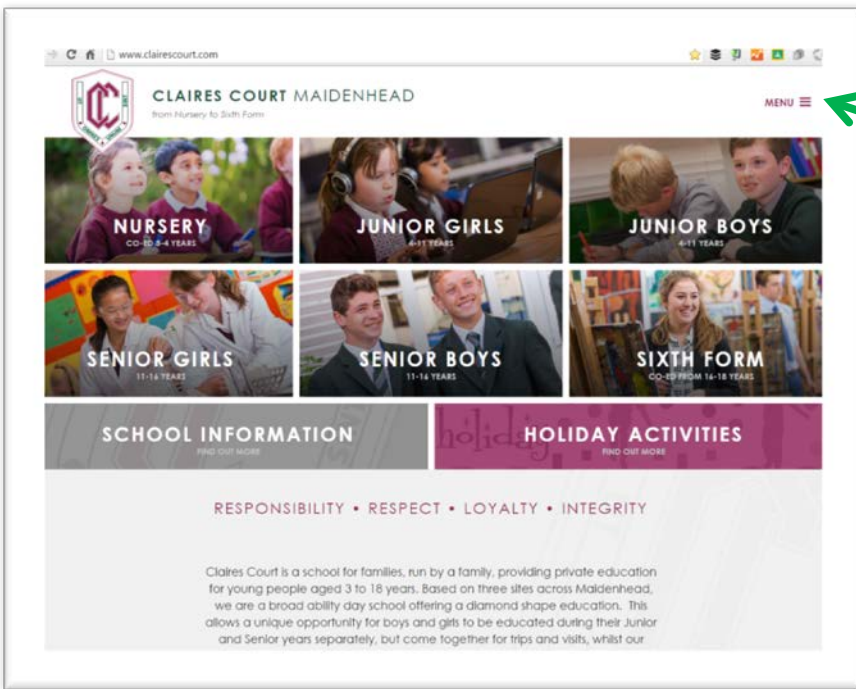 www.clairescourt.com
CLAIRES COURT MAIDENHEAD
from Nursery to Sixth Form
MENU
NURSERY
CO-ED 3-4 YEARS
JUNIOR GIRLS
4-11 YEARS
JUNIOR BOYS
4-11 YEARS
SENIOR GIRLS
11-16 YEARS
SENIOR BOYS
11-16 YEARS
SIXTH FORM
CO-ED FROM 16-18 YEARS
SCHOOL INFORMATION
FIND OUT MORE
holiday
HOLIDAY ACTIVITIES
FIND OUT MORE
RESPONSIBILITY • RESPECT • LOYALTY • INTEGRITY
Claires Court is a school for families, run by a family, providing private education
for young people aged 3 to 18 years. Based on three sites across Maidenhead,
we are a broad ability day school offering a diamond shape education. This
allows a unique opportunity for boys and girls to be educated during their Junior
and Senior years separately, but come together for trips and visits, whilst our